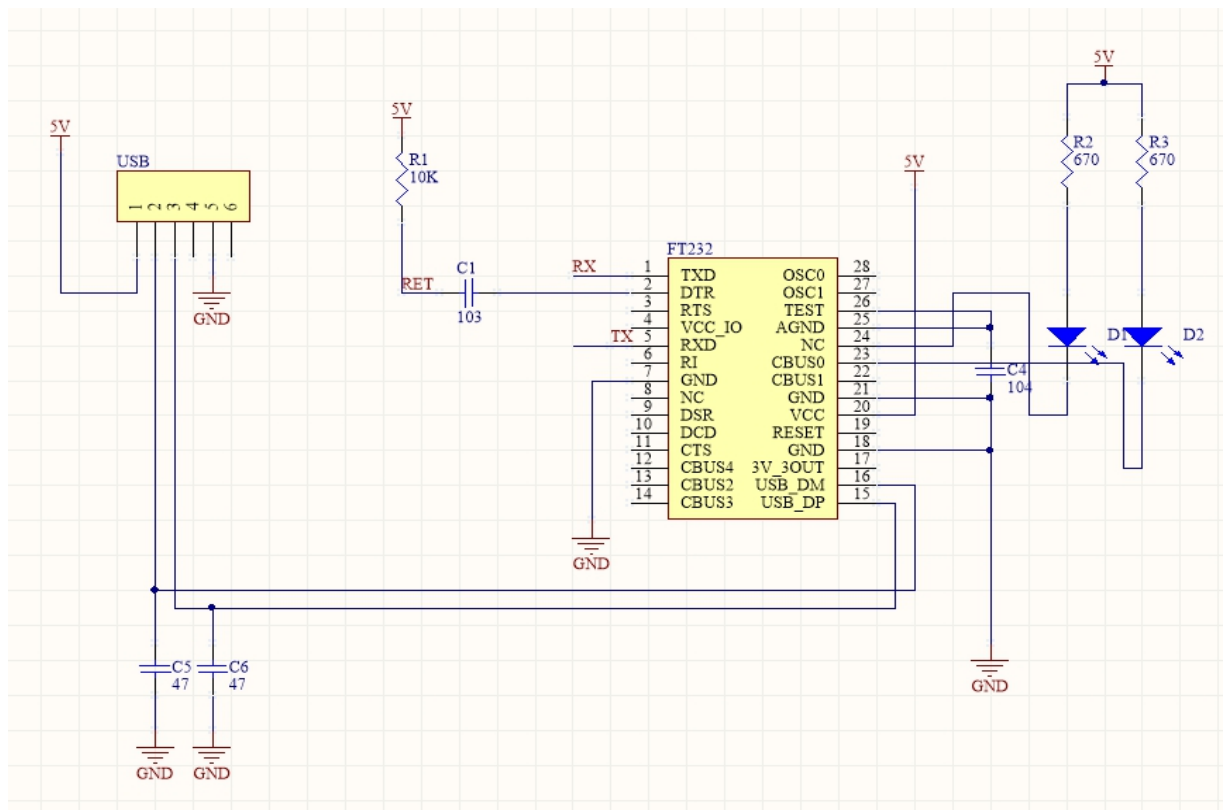 5V
USB
1 2 3 4 5 6
GND
5V
R1
10K
RET
C1
103
RX
TX
FT232
1 TXD OSC0 28
2 DTR OSC1 27
3 RTS TEST 26
4 VCC_IO AGND 25
5 RXD NC 24
6 RI CBUS0 23
7 GND CBUS1 22
8 NC GND 21
9 DSR VCC 20
10 DCD RESET 19
11 CTS GND 18
12 CBUS4 3V_3OUT 17
13 CBUS2 USB_DM 16
14 CBUS3 USB_DP 15
GND
5V
5V
R2
670
R3
670
D1
D2
C4
104
GND
C5
47
C6
47
GND
GND